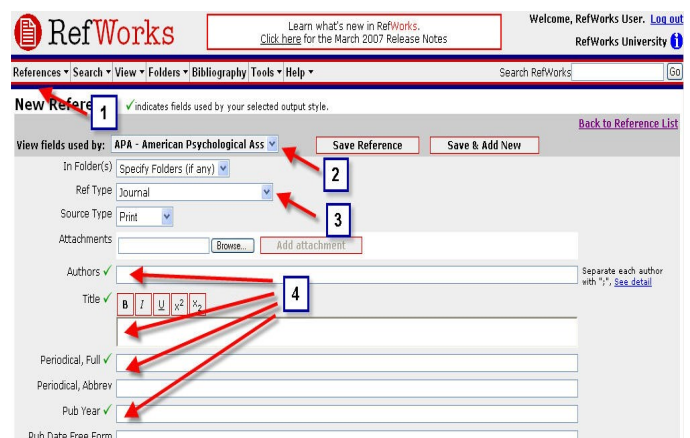 RefWorks
Learn what's new in RefWorks.
Click here for the March 2007 Release Notes
Welcome, RefWorks User. Log out
RefWorks University
References Search View Folders Bibliography Tools Help Search RefWorks Go
1
New Refere
✓indicates fields used by your selected output style.
Back to Reference List
View fields used by: APA - American Psychological Ass Save Reference Save & Add New
2
In Folder(s) Specify Folders (if any)
Ref Type Journal
3
Source Type Print
Attachments Browse... Add attachment
Authors ✓
Separate each author
with ";", See detail
4
Title ✓ B I U x² x₂
Periodical, Full ✓
Periodical, Abbrev
Pub Year ✓
Pub Date Free Form